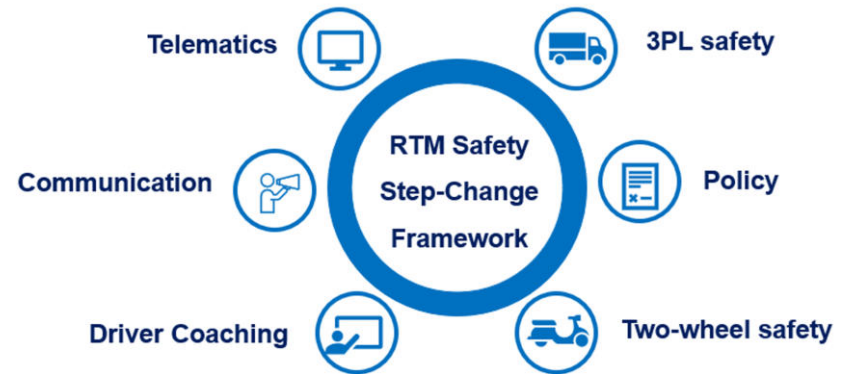 Telematics
3PL safety
RTM Safety
Step-Change
Framework
Communication
Policy
Driver Coaching
Two-wheel safety